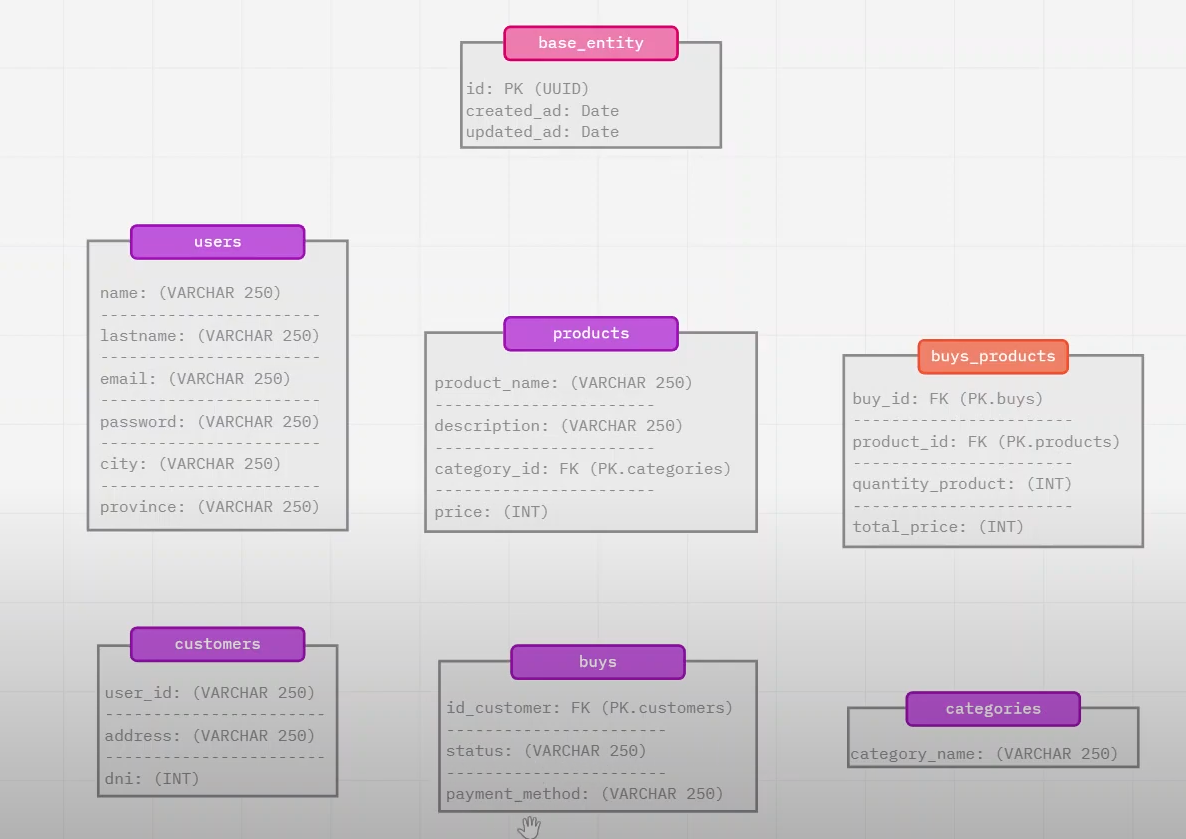 base_entity
id: PK (UUID)
created_ad: Date
updated_ad: Date
users
name: (VARCHAR 250)
-----------------------
lastname: (VARCHAR 250)
-----------------------
email: (VARCHAR 250)
-----------------------
password: (VARCHAR 250)
-----------------------
city: (VARCHAR 250)
-----------------------
province: (VARCHAR 250)
products
product_name: (VARCHAR 250)
-----------------------
description: (VARCHAR 250)
-----------------------
category_id: FK (PK.categories)
-----------------------
price: (INT)
buys_products
buy_id: FK (PK.buys)
-----------------------
product_id: FK (PK.products)
-----------------------
quantity_product: (INT)
-----------------------
total_price: (INT)
customers
user_id: (VARCHAR 250)
-----------------------
address: (VARCHAR 250)
-----------------------
dni: (INT)
buys
id_customer: FK (PK.customers)
-----------------------
status: (VARCHAR 250)
-----------------------
payment_method: (VARCHAR 250)
categories
category_name: (VARCHAR 250)